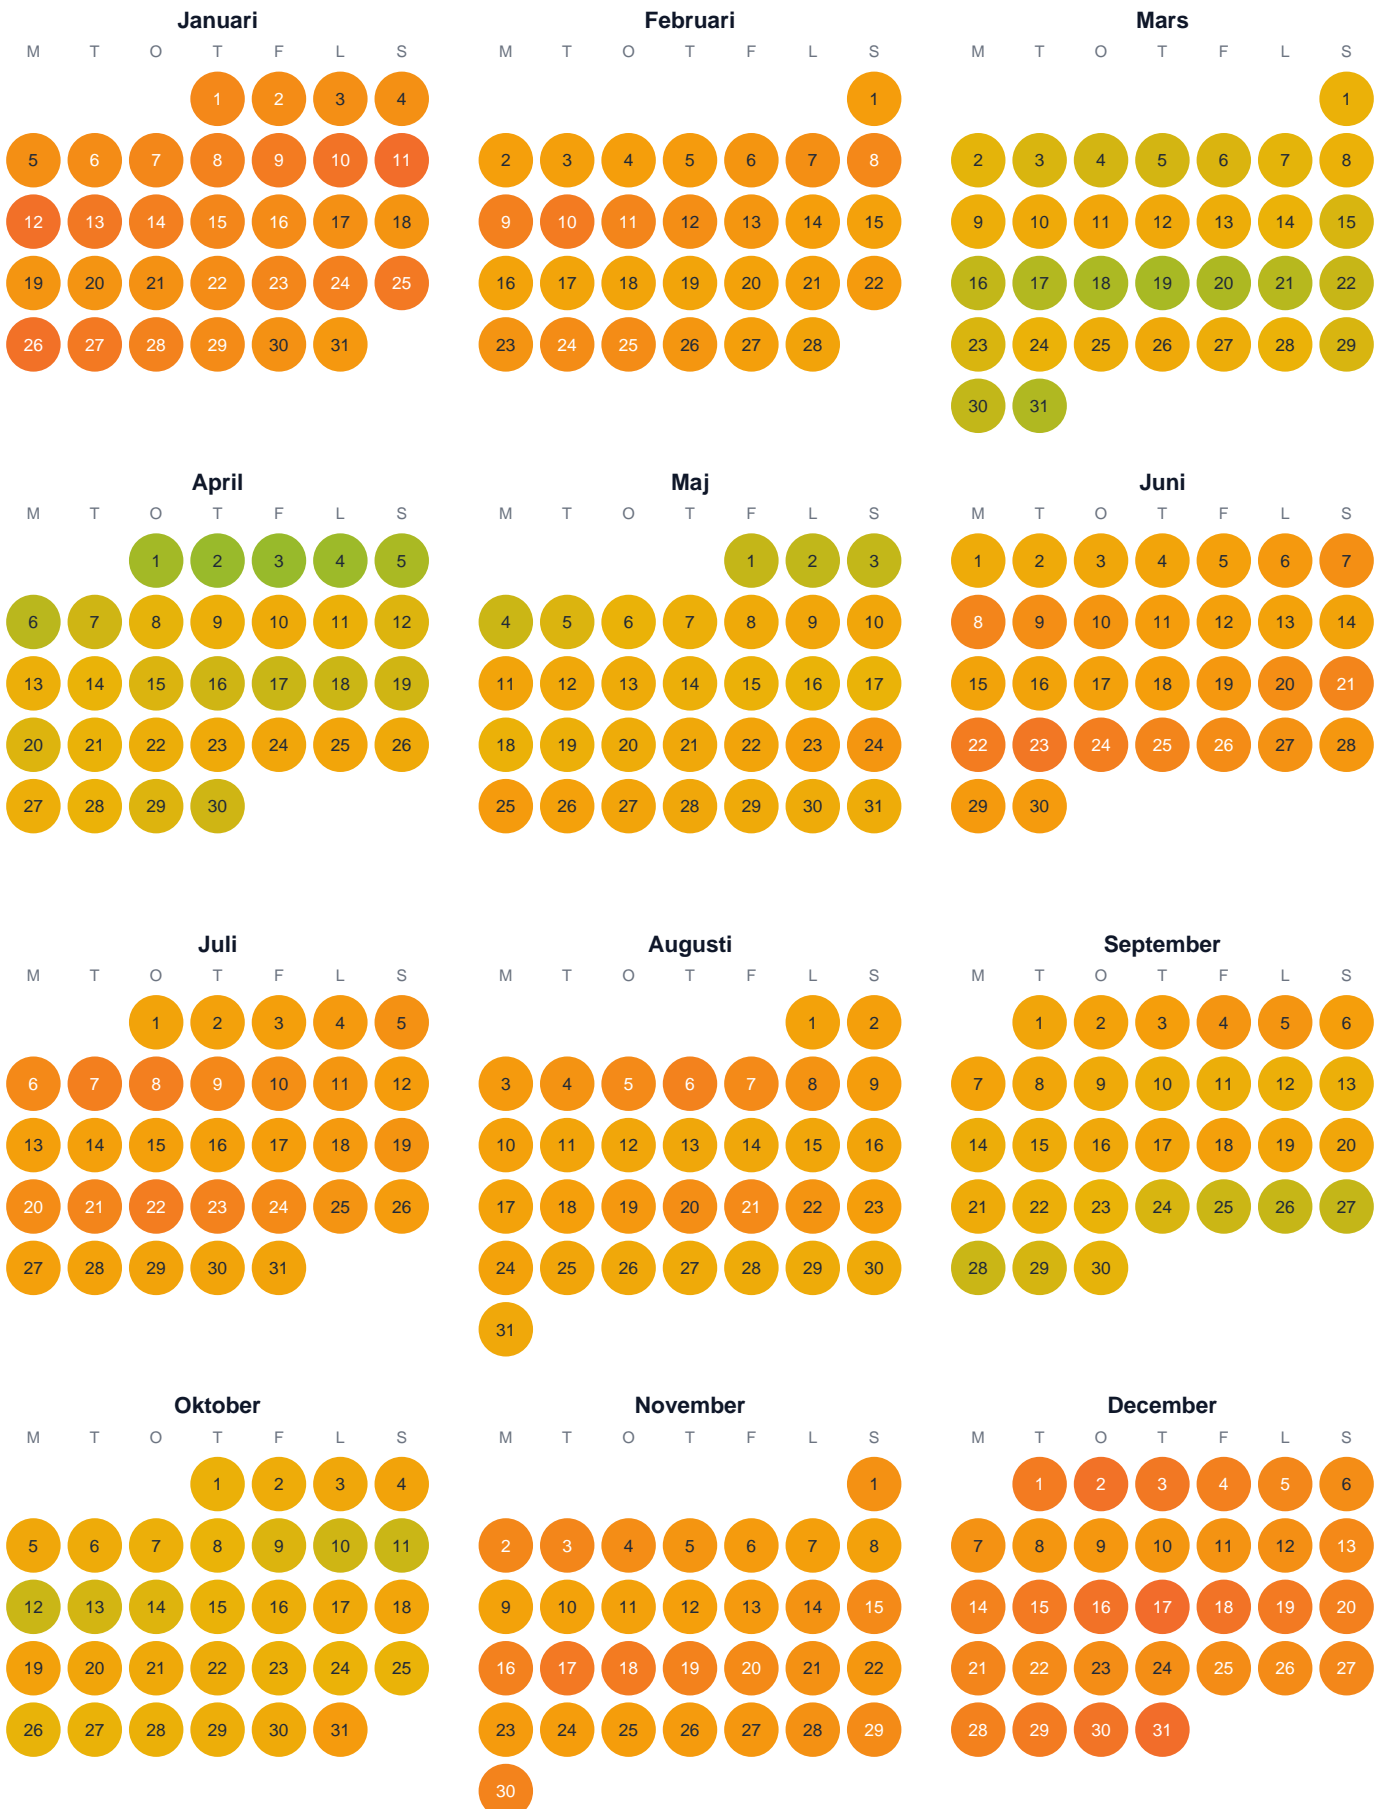 Januari
M T O T F L S
1 2 3 4
5 6 7 8 9 10 11
12 13 14 15 16 17 18
19 20 21 22 23 24 25
26 27 28 29 30 31
Februari
M T O T F L S
1
2 3 4 5 6 7 8
9 10 11 12 13 14 15
16 17 18 19 20 21 22
23 24 25 26 27 28
Mars
M T O T F L S
1
2 3 4 5 6 7 8
9 10 11 12 13 14 15
16 17 18 19 20 21 22
23 24 25 26 27 28 29
30 31
April
M T O T F L S
1 2 3 4 5
6 7 8 9 10 11 12
13 14 15 16 17 18 19
20 21 22 23 24 25 26
27 28 29 30
Maj
M T O T F L S
1 2 3
4 5 6 7 8 9 10
11 12 13 14 15 16 17
18 19 20 21 22 23 24
25 26 27 28 29 30 31
Juni
M T O T F L S
1 2 3 4 5 6 7
8 9 10 11 12 13 14
15 16 17 18 19 20 21
22 23 24 25 26 27 28
29 30
Juli
M T O T F L S
1 2 3 4 5
6 7 8 9 10 11 12
13 14 15 16 17 18 19
20 21 22 23 24 25 26
27 28 29 30 31
Augusti
M T O T F L S
1 2
3 4 5 6 7 8 9
10 11 12 13 14 15 16
17 18 19 20 21 22 23
24 25 26 27 28 29 30
31
September
M T O T F L S
1 2 3 4 5 6
7 8 9 10 11 12 13
14 15 16 17 18 19 20
21 22 23 24 25 26 27
28 29 30
Oktober
M T O T F L S
1 2 3 4
5 6 7 8 9 10 11
12 13 14 15 16 17 18
19 20 21 22 23 24 25
26 27 28 29 30 31
November
M T O T F L S
1
2 3 4 5 6 7 8
9 10 11 12 13 14 15
16 17 18 19 20 21 22
23 24 25 26 27 28 29
30
December
M T O T F L S
1 2 3 4 5 6
7 8 9 10 11 12 13
14 15 16 17 18 19 20
21 22 23 24 25 26 27
28 29 30 31